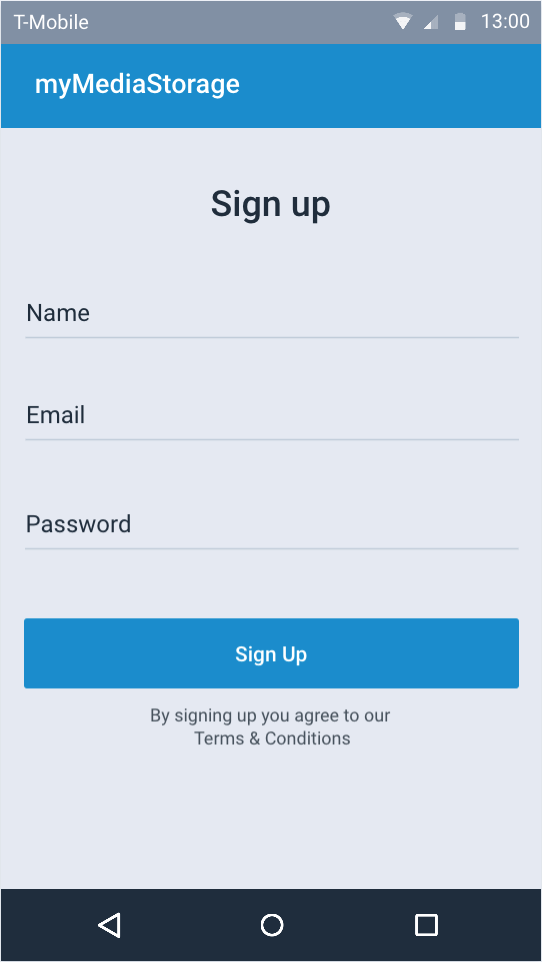 T-Mobile 13:00
myMediaStorage
Sign up
Name
Email
Password
Sign Up
By signing up you agree to our
Terms & Conditions